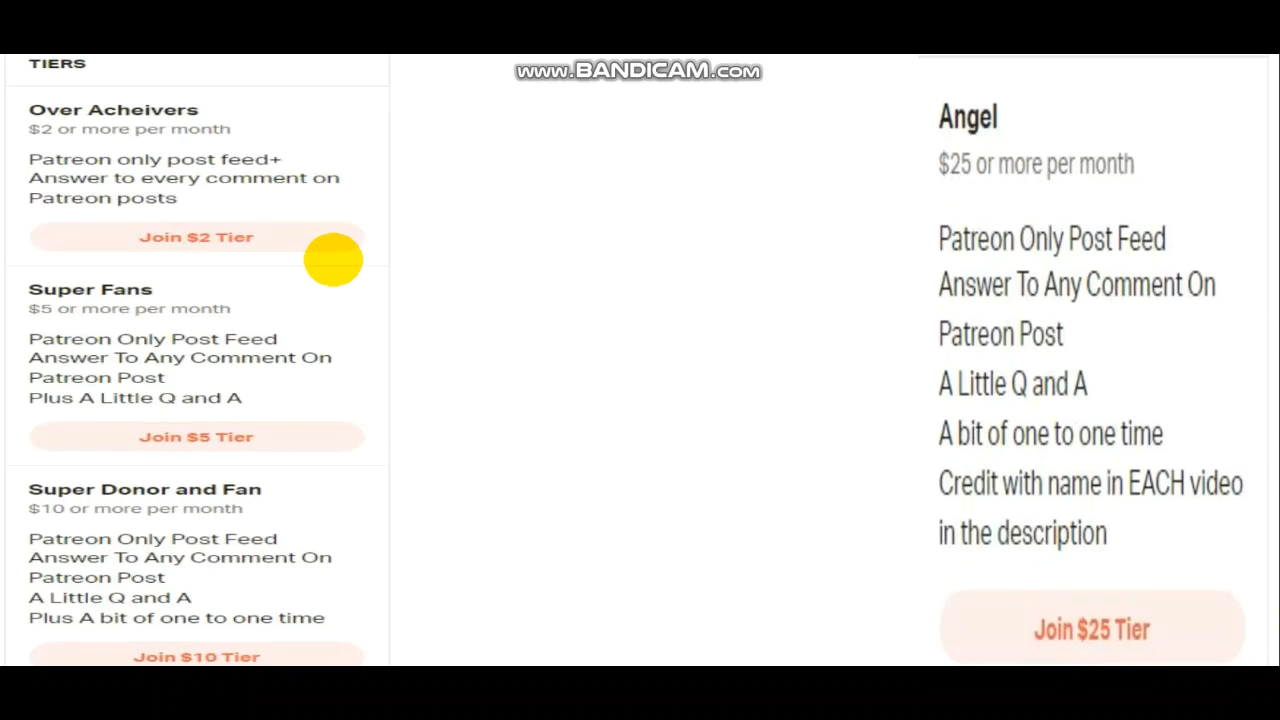 www.BANDICAM.com
TIERS
Over Acheivers
$2 or more per month
Patreon only post feed+
Answer to every comment on
Patreon posts
Join $2 Tier
Super Fans
$5 or more per month
Patreon Only Post Feed
Answer To Any Comment On
Patreon Post
Plus A Little Q and A
Join $5 Tier
Super Donor and Fan
$10 or more per month
Patreon Only Post Feed
Answer To Any Comment On
Patreon Post
A Little Q and A
Plus A bit of one to one time
Join $10 Tier
Angel
$25 or more per month
Patreon Only Post Feed
Answer To Any Comment On
Patreon Post
A Little Q and A
A bit of one to one time
Credit with name in EACH video
in the description
Join $25 Tier